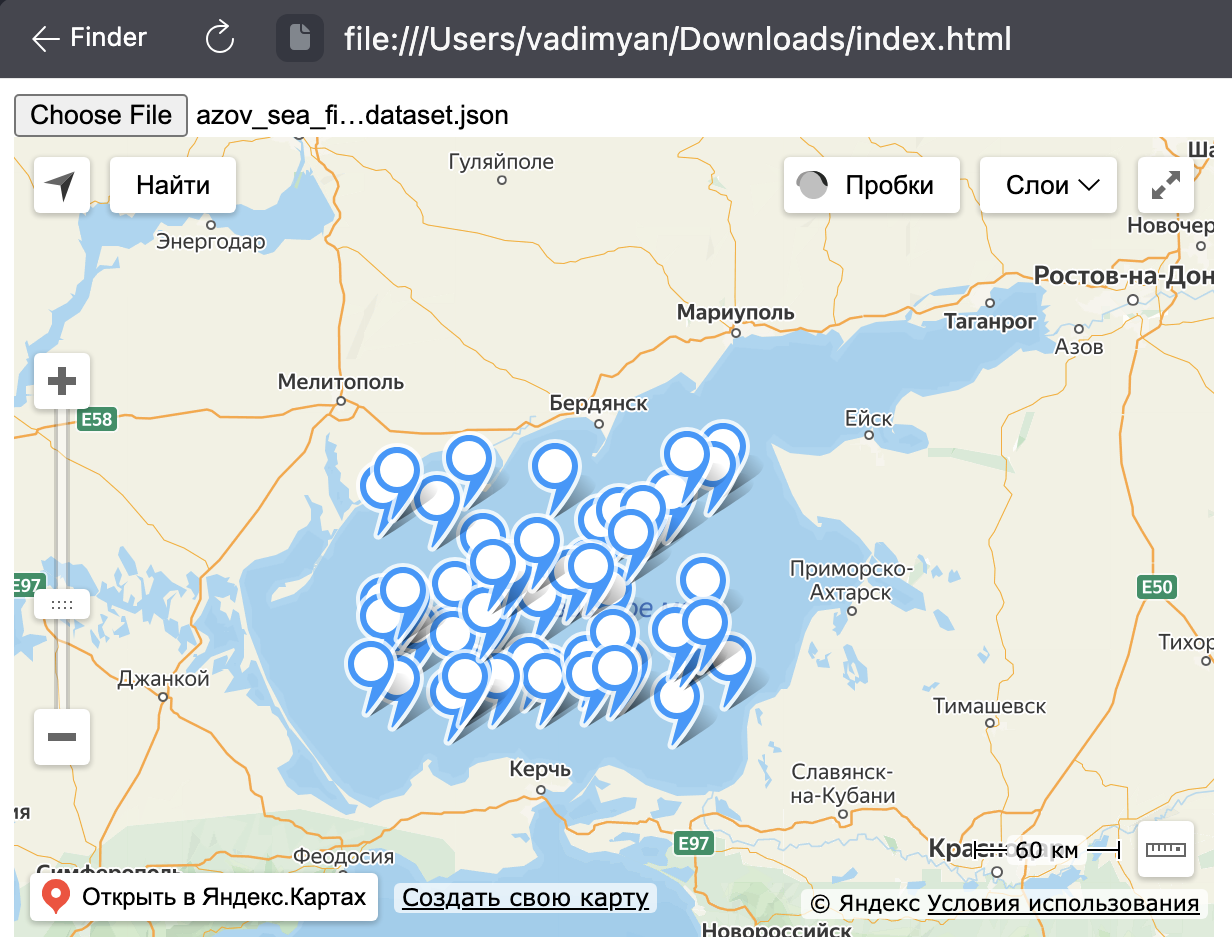 Finder
file:///Users/vadimyan/Downloads/index.html
Choose File azov_sea_fi…dataset.json
Гуляйполе
Найти
Пробки
Слои
Энергодар
Новочер
Ростов-на-Дон
Мариуполь
Таганрог
Азов
Мелитополь
Бердянск
E58
Ейск
E97
Приморско-
Ахтарск
E50
Тихор
Джанкой
Тимашевск
Керчь
Славянск-
на-Кубани
ия
E97
Феодосия
60 км
Симферополь
Открыть в Яндекс.Картах
Создать свою карту
© Яндекс Условия использования
Новороссийск